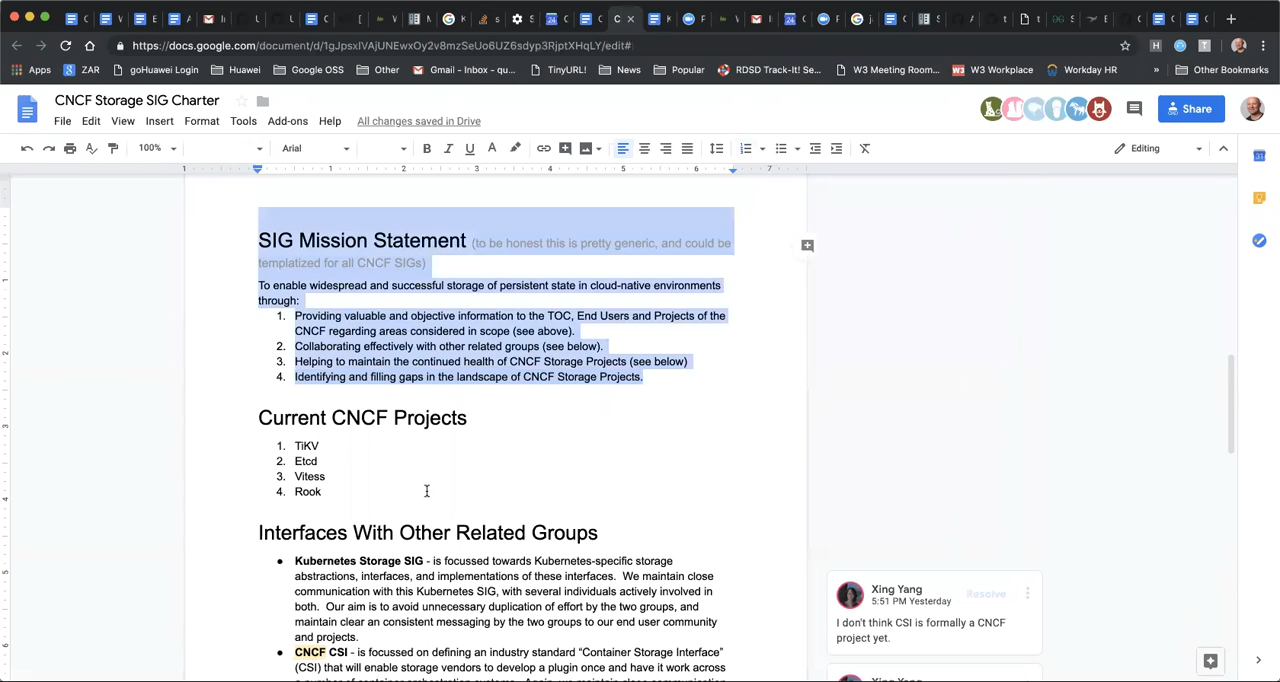 https://docs.google.com/document/d/1gJpsxIVAjUNEwxOy2v8mzSeUo6UZ6sdyp3RjptXHqLY/edit#
Apps ZAR goHuawei Login Huawei Google OSS Other Gmail - Inbox - qu... TinyURL! News Popular RDSD Track-It! Se... W3 Meeting Room... W3 Workplace Workday HR » Other Bookmarks
CNCF Storage SIG Charter
File Edit View Insert Format Tools Add-ons Help All changes saved in Drive
Share
100% Arial Editing
SIG Mission Statement (to be honest this is pretty generic, and could be
templatized for all CNCF SIGs)
To enable widespread and successful storage of persistent state in cloud-native environments
through:
1. Providing valuable and objective information to the TOC, End Users and Projects of the
CNCF regarding areas considered in scope (see above).
2. Collaborating effectively with other related groups (see below).
3. Helping to maintain the continued health of CNCF Storage Projects (see below)
4. Identifying and filling gaps in the landscape of CNCF Storage Projects.
Current CNCF Projects
1. TiKV
2. Etcd
3. Vitess
4. Rook
Interfaces With Other Related Groups
● Kubernetes Storage SIG - is focussed towards Kubernetes-specific storage
abstractions, interfaces, and implementations of these interfaces. We maintain close
communication with this Kubernetes SIG, with several individuals actively involved in
both. Our aim is to avoid unnecessary duplication of effort by the two groups, and
maintain clear an consistent messaging by the two groups to our end user community
and projects.
● CNCF CSI - is focussed on defining an industry standard “Container Storage Interface”
(CSI) that will enable storage vendors to develop a plugin once and have it work across
Xing Yang
5:51 PM Yesterday
Resolve
I don't think CSI is formally a CNCF
project yet.